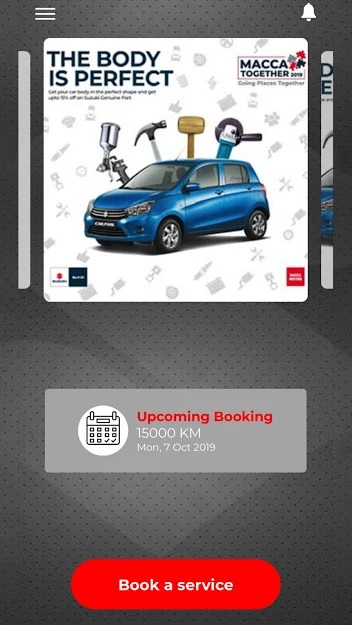 THE BODY
IS PERFECT
Get your car body in the perfect shape and get
upto 15% off on Suzuki Genuine Part
MACCA
TOGETHER 2019
Going Places Together
SUZUKI
Upcoming Booking
15000 KM
Mon, 7 Oct 2019
Book a service